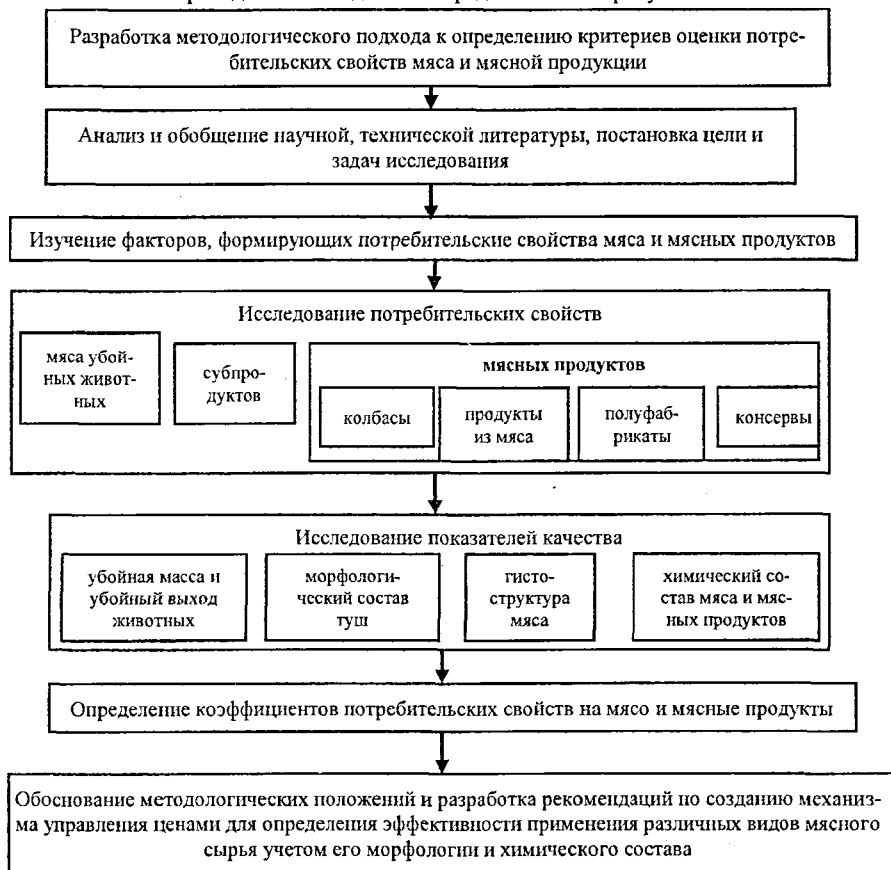 Разработка методологического подхода к определению критериев оценки потре-
бительских свойств мяса и мясной продукции
Анализ и обобщение научной, технической литературы, постановка цели и
задач исследования
Изучение факторов, формирующих потребительские свойства мяса и мясных продуктов
Исследование потребительских свойств
мяса убой-
ных живот-
ных
субпро-
дуктов
мясных продуктов
колбасы
продукты
из мяса
полуфаб-
рикаты
консервы
Исследование показателей качества
убойная масса и
убойный выход
животных
морфологи-
ческий состав
туш
гисто-
структура
мяса
химический со-
став мяса и мяс-
ных продуктов
Определение коэффициентов потребительских свойств на мясо и мясные продукты
Обоснование методологических положений и разработка рекомендаций по созданию механиз-
ма управления ценами для определения эффективности применения различных видов мясного
сырья учетом его морфологии и химического состава